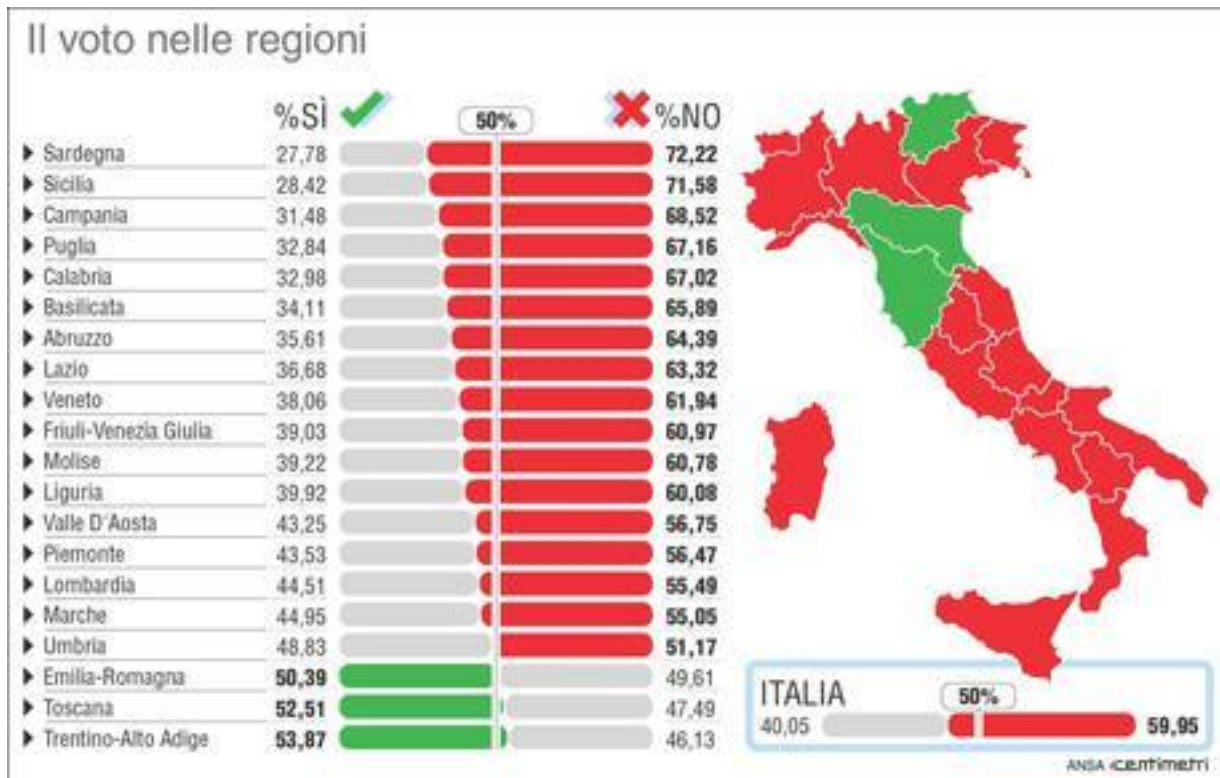 Il voto nelle regioni
%SÌ 50% %NO
Sardegna 27,78 72,22
Sicilia 28,42 71,58
Campania 31,48 68,52
Puglia 32,84 67,16
Calabria 32,98 67,02
Basilicata 34,11 65,89
Abruzzo 35,61 64,39
Lazio 36,68 63,32
Veneto 38,06 61,94
Friuli-Venezia Giulia 39,03 60,97
Molise 39,22 60,78
Liguria 39,92 60,08
Valle D'Aosta 43,25 56,75
Piemonte 43,53 56,47
Lombardia 44,51 55,49
Marche 44,95 55,05
Umbria 48,83 51,17
Emilia-Romagna 50,39 49,61
Toscana 52,51 47,49
Trentino-Alto Adige 53,87 46,13
ITALIA 50%
40,05 59,95
ANSA centimetri